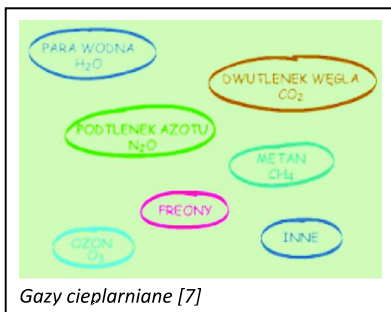 PARA WODNA
H₂O
DWUTLENEK WĘGLA
CO₂
PODTLENEK AZOTU
N₂O
METAN
CH₄
FREONY
OZON
O₃
INNE
Gazy cieplarniane [7]